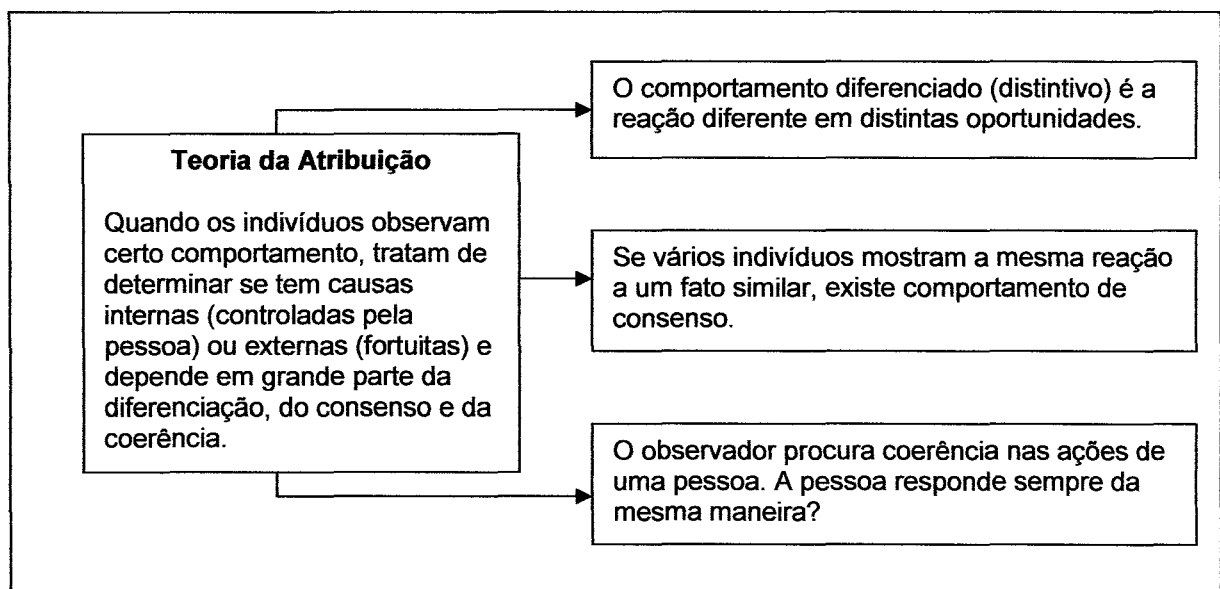 Teoria da Atribuição
Quando os indivíduos observam
certo comportamento, tratam de
determinar se tem causas
internas (controladas pela
pessoa) ou externas (fortuitas) e
depende em grande parte da
diferenciação, do consenso e da
coerência.
O comportamento diferenciado (distintivo) é a
reação diferente em distintas oportunidades.
Se vários indivíduos mostram a mesma reação
a um fato similar, existe comportamento de
consenso.
O observador procura coerência nas ações de
uma pessoa. A pessoa responde sempre da
mesma maneira?